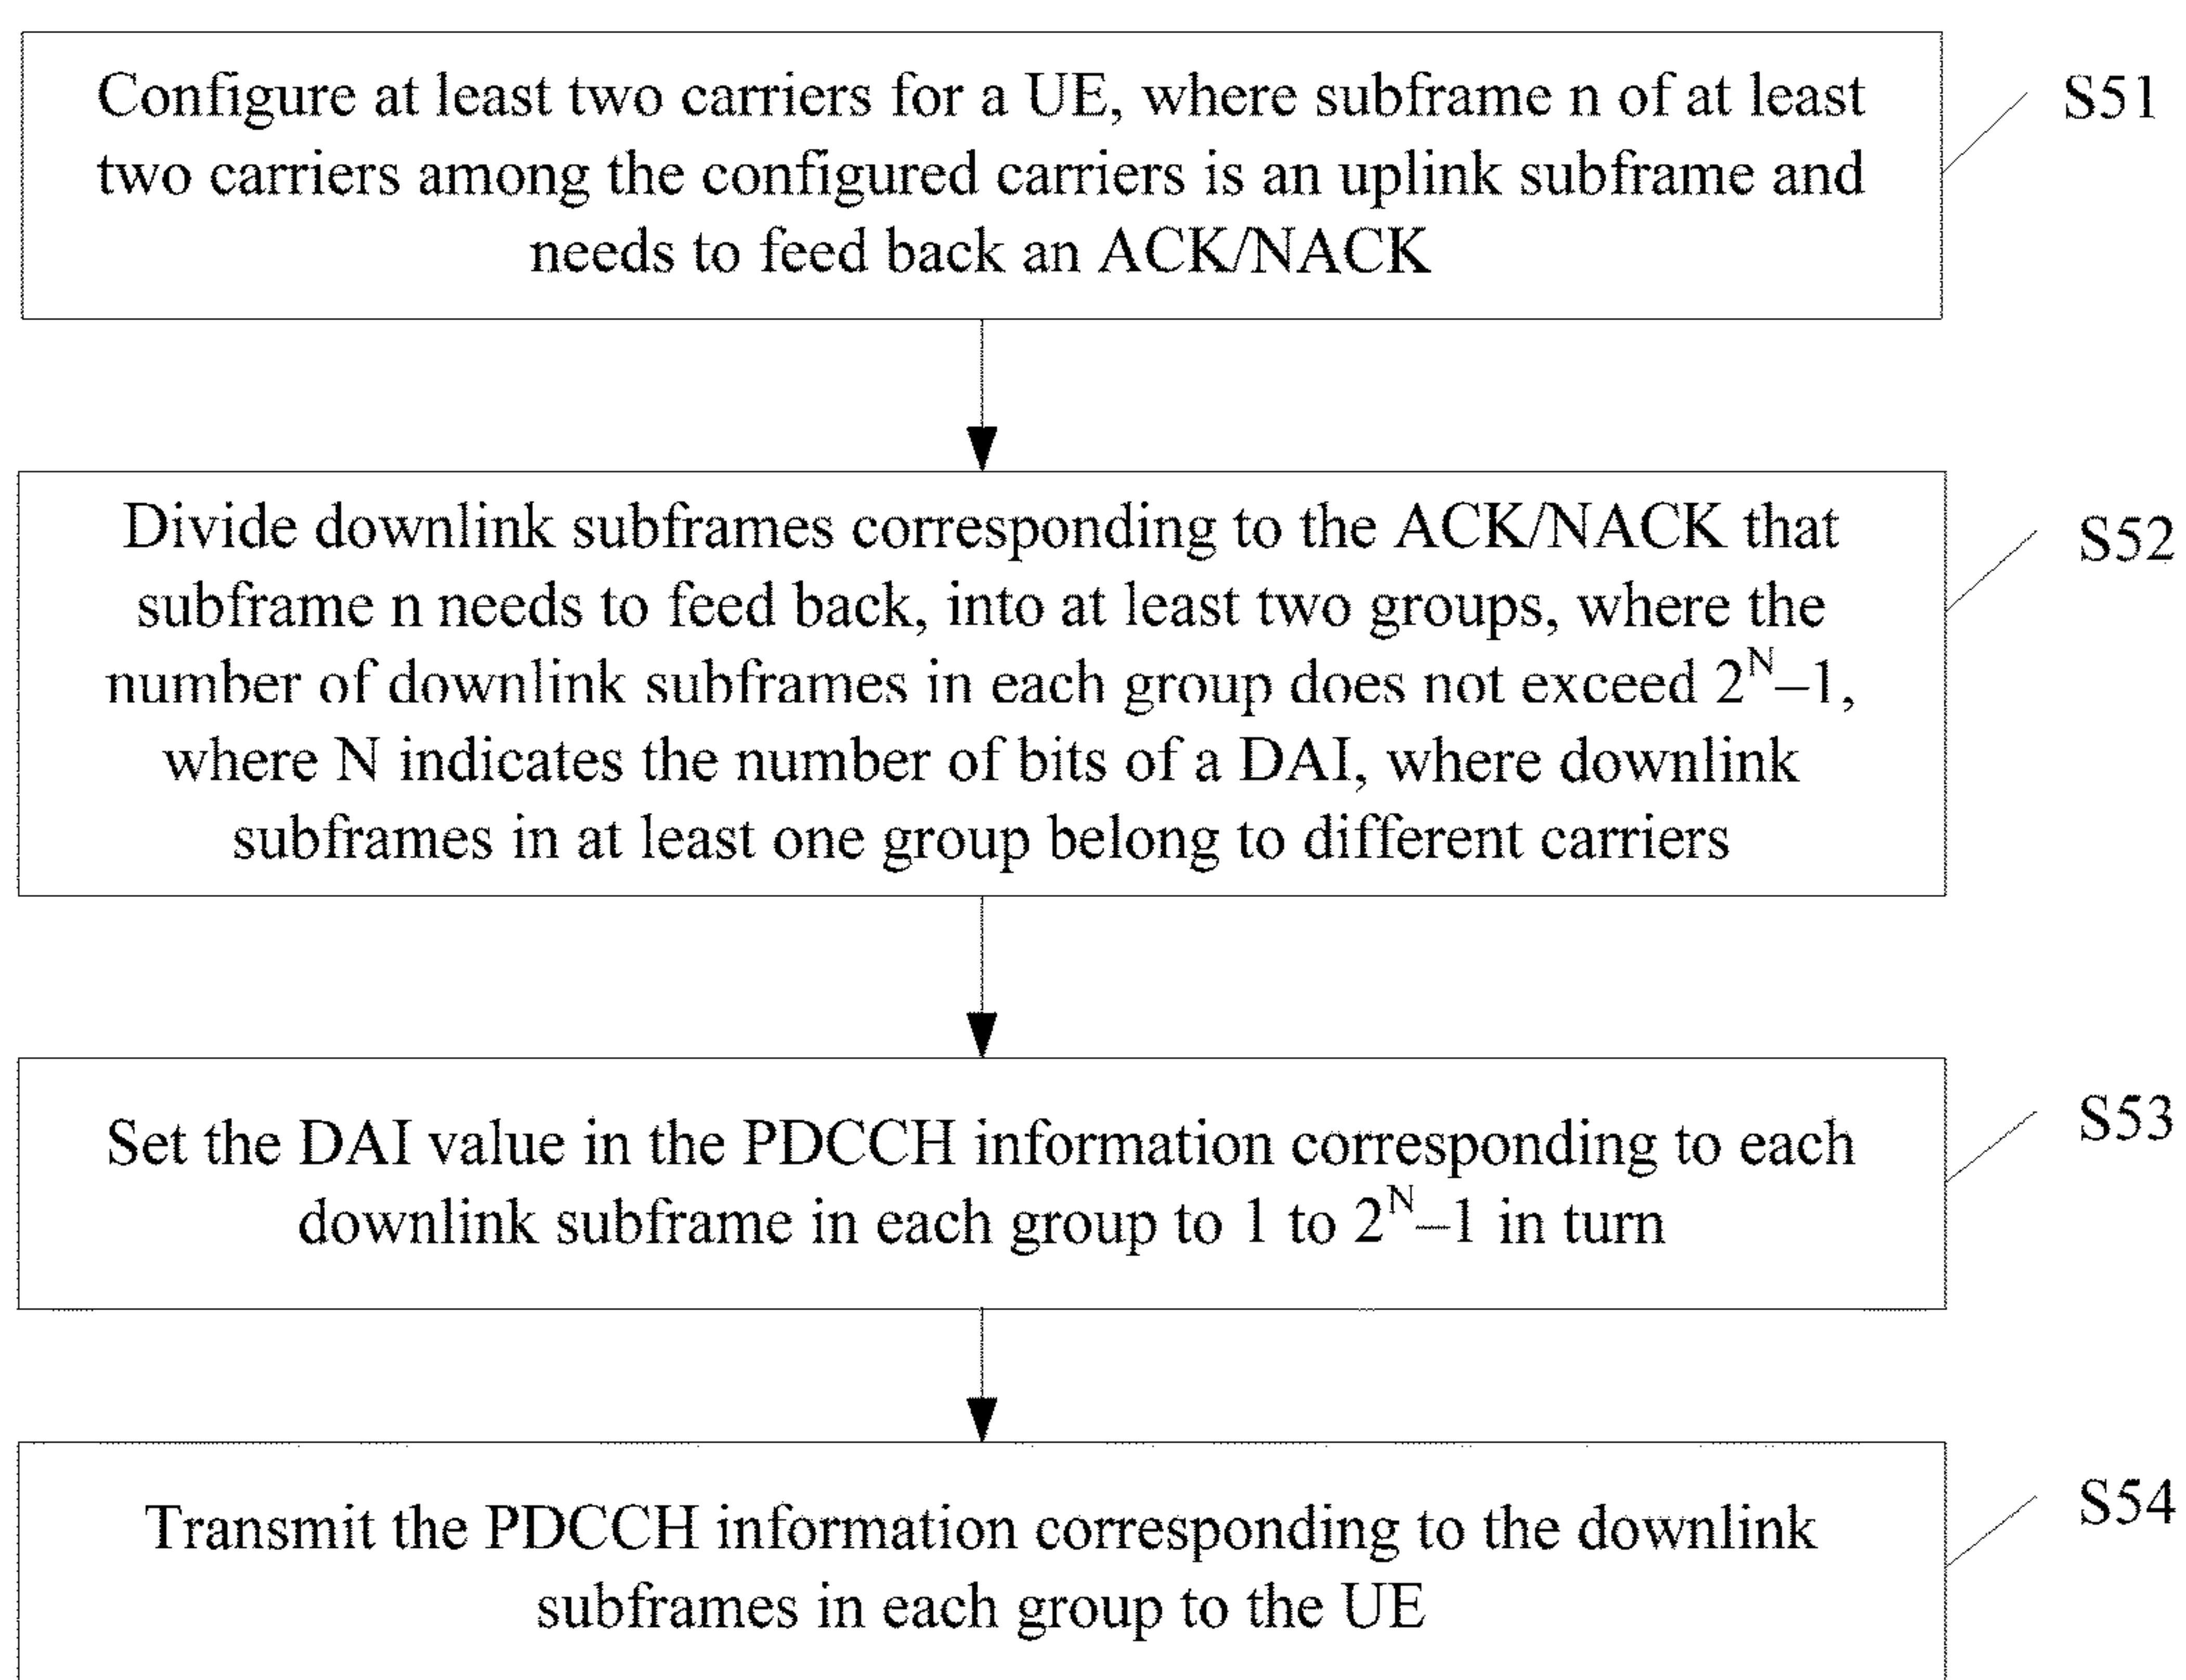 Configure at least two carriers for a UE, where subframe n of at least
two carriers among the configured carriers is an uplink subframe and
needs to feed back an ACK/NACK
S51
Divide downlink subframes corresponding to the ACK/NACK that
subframe n needs to feed back, into at least two groups, where the
number of downlink subframes in each group does not exceed 2^N–1,
where N indicates the number of bits of a DAI, where downlink
subframes in at least one group belong to different carriers
S52
Set the DAI value in the PDCCH information corresponding to each
downlink subframe in each group to 1 to 2^N–1 in turn
S53
Transmit the PDCCH information corresponding to the downlink
subframes in each group to the UE
S54